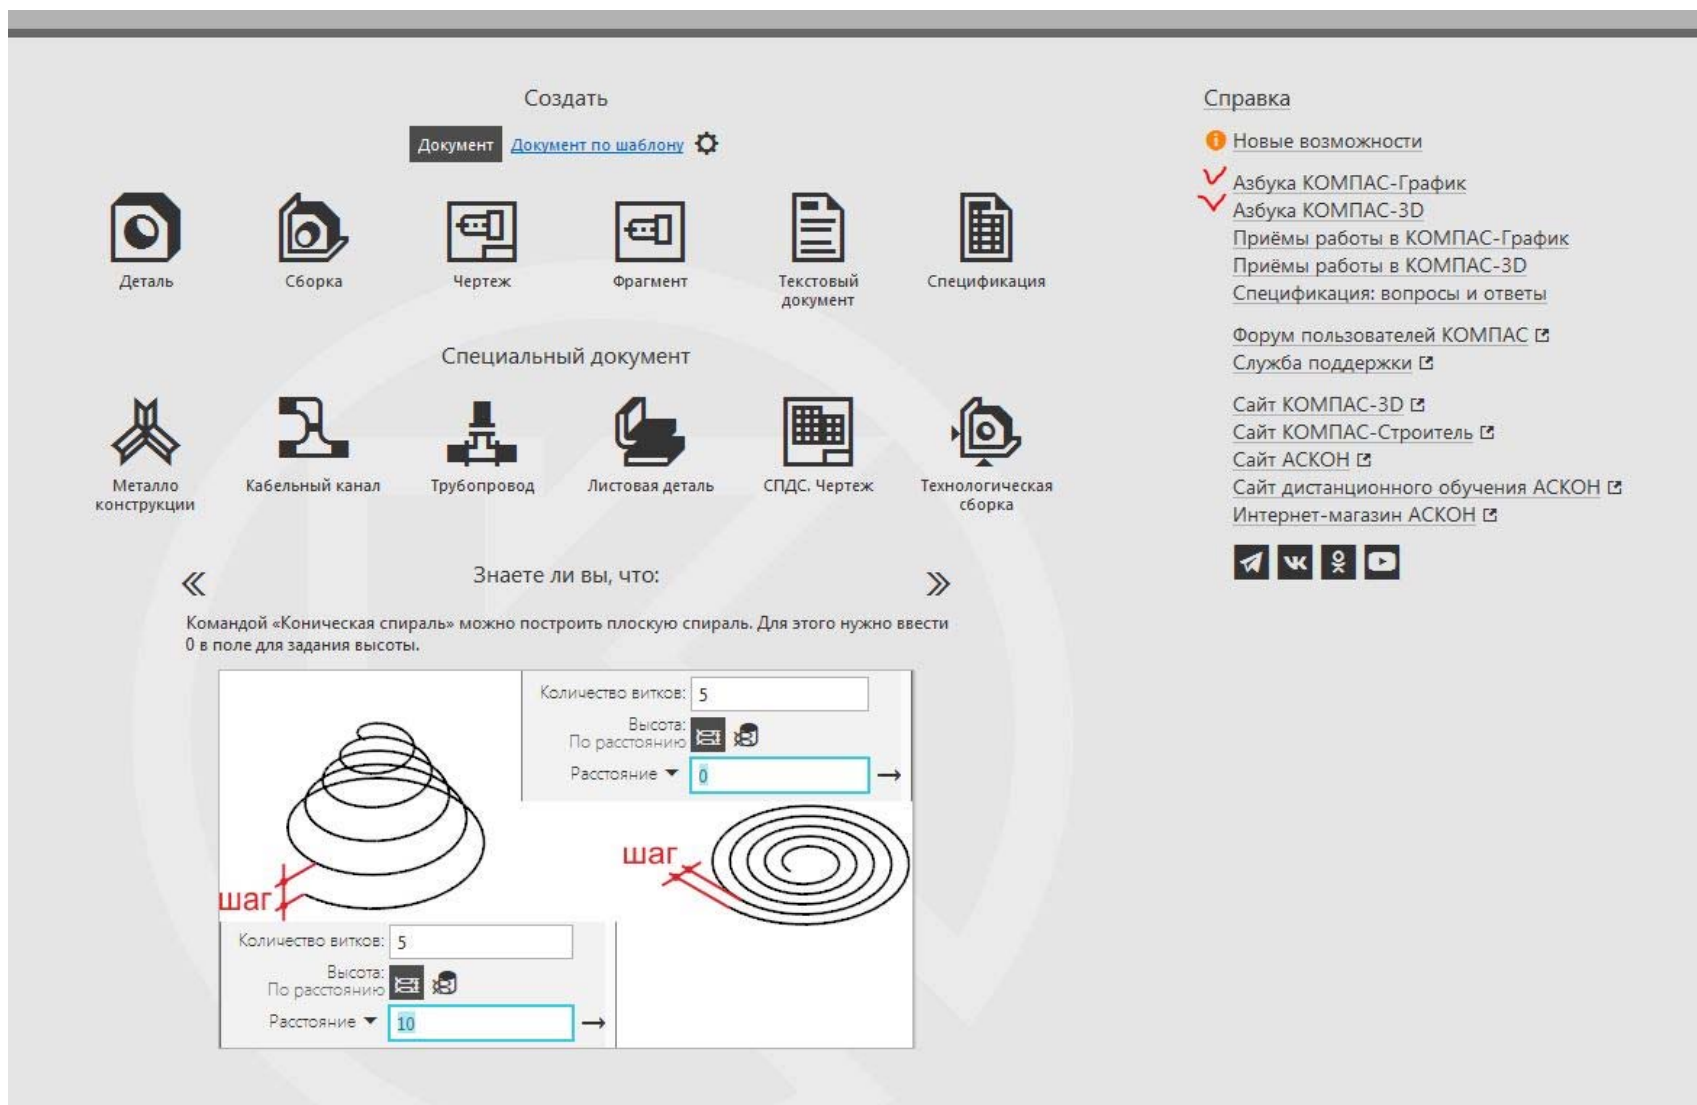 Создать
Документ Документ по шаблону
Деталь
Сборка
Чертеж
Фрагмент
Текстовый
документ
Спецификация
Специальный документ
Металло
конструкции
Кабельный канал
Трубопровод
Листовая деталь
СПДС. Чертеж
Технологическая
сборка
Знаете ли вы, что:
Командой «Коническая спираль» можно построить плоскую спираль. Для этого нужно ввести
0 в поле для задания высоты.
Количество витков: 5
Высота:
По расстоянию
Расстояние 0
шаг
шаг
Количество витков: 5
Высота:
По расстоянию
Расстояние 10
Справка
Новые возможности
Азбука КОМПАС-График
Азбука КОМПАС-3D
Приёмы работы в КОМПАС-График
Приёмы работы в КОМПАС-3D
Спецификация: вопросы и ответы
Форум пользователей КОМПАС
Служба поддержки
Сайт КОМПАС-3D
Сайт КОМПАС-Строитель
Сайт АСКОН
Сайт дистанционного обучения АСКОН
Интернет-магазин АСКОН